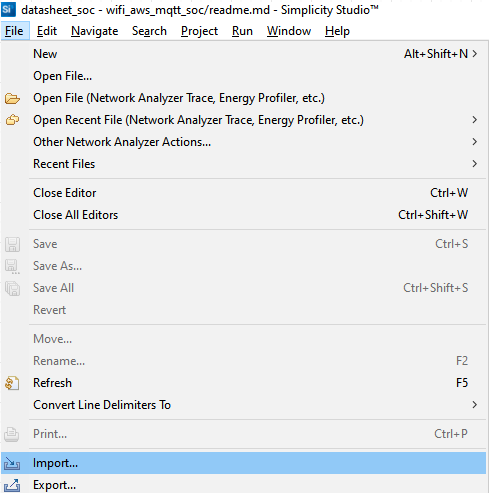 Si datasheet_soc - wifi_aws_mqtt_soc/readme.md - Simplicity Studio™
File Edit Navigate Search Project Run Window Help
New Alt+Shift+N >
Open File...
Open File (Network Analyzer Trace, Energy Profiler, etc.)
Open Recent File (Network Analyzer Trace, Energy Profiler, etc.) >
Other Network Analyzer Actions... >
Recent Files >
Close Editor Ctrl+W
Close All Editors Ctrl+Shift+W
Save Ctrl+S
Save As...
Save All Ctrl+Shift+S
Revert
Move...
Rename... F2
Refresh F5
Convert Line Delimiters To >
Print... Ctrl+P
Import...
Export...